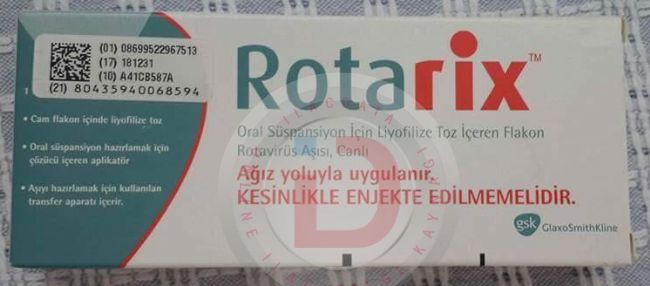 (01) 08699522967513
(17) 181231
(10) A41CB587A
(21) 80435940068594
1
• Cam flakon içinde liyofilize toz
• Oral süspansiyon hazırlamak için
çözücü içeren aplikatör
• Aşıyı hazırlamak için kullanılan
transfer aparatı içerir.
Rotarix™
Oral Süspansiyon İçin Liyofilize Toz İçeren Flakon
Rotavirüs Aşısı, Canlı
Ağız yoluyla uygulanır.
KESİNLİKLE ENJEKTE EDİLMEMELİDİR.
gsk GlaxoSmithKline